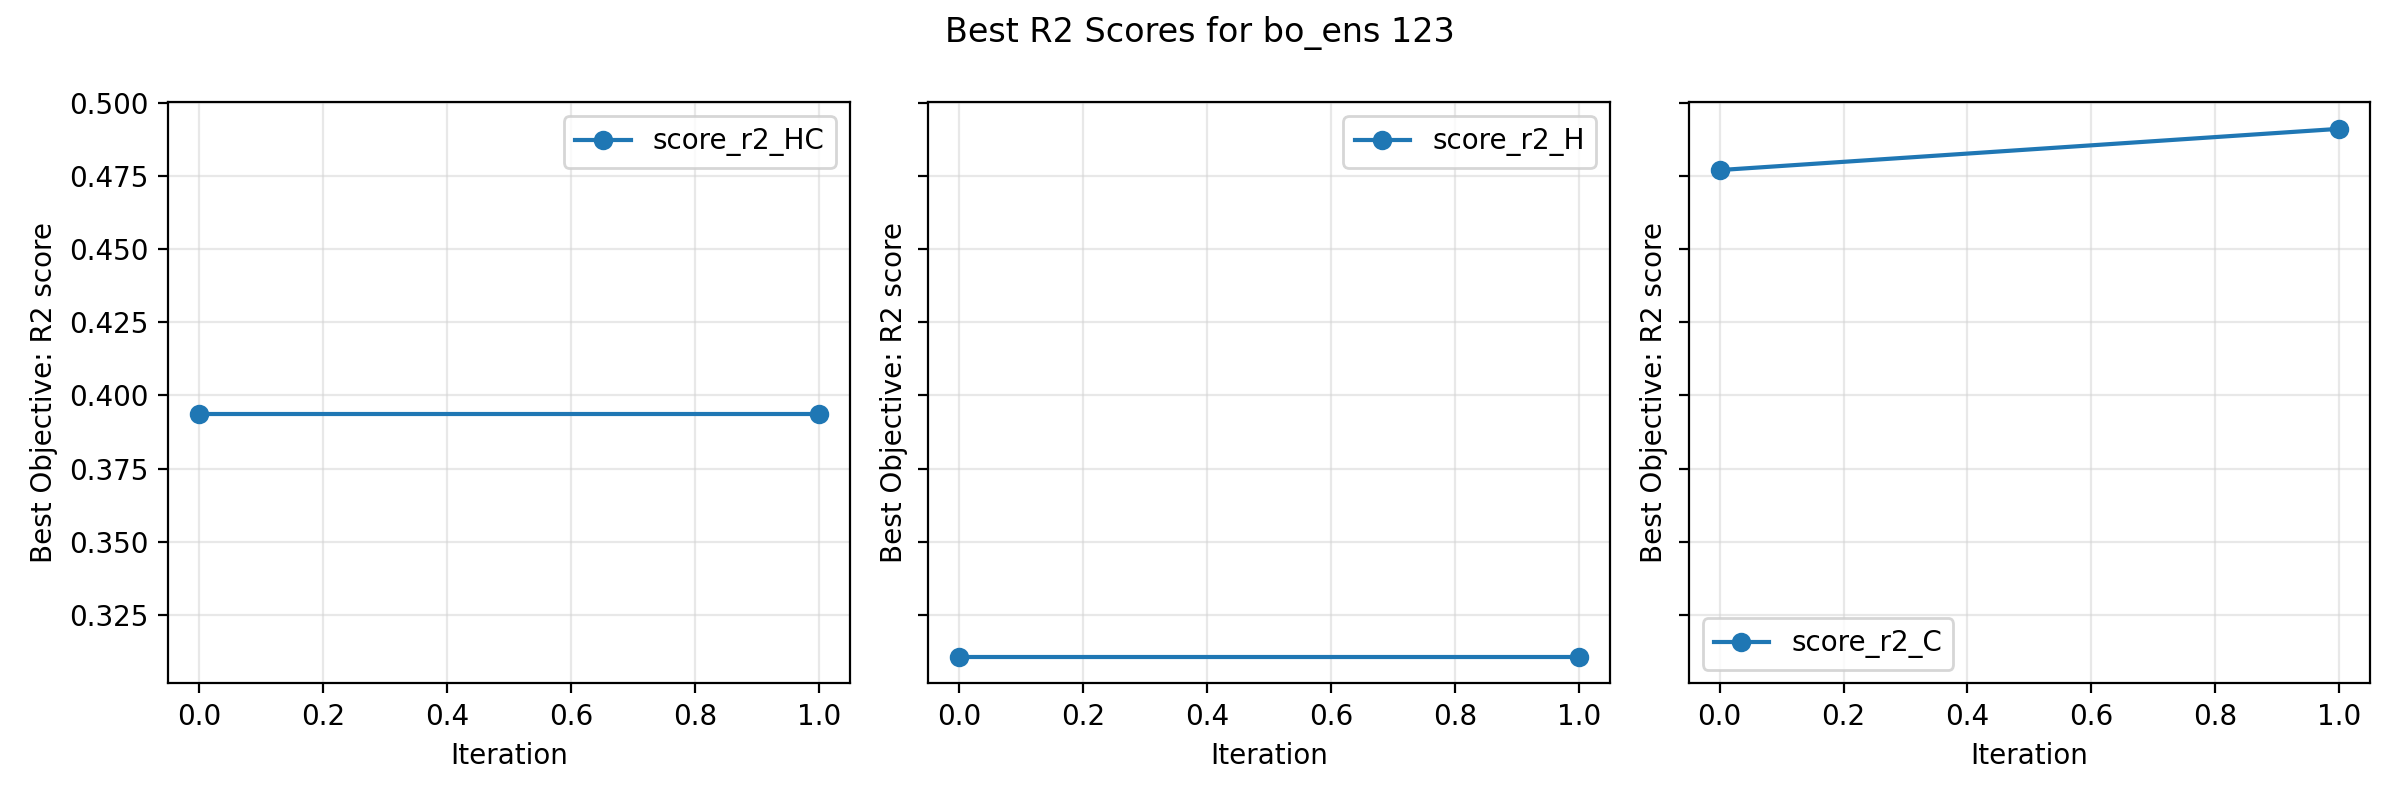 Best R2 Scores for bo_ens 123
Best Objective: R2 score
0.500
0.475
0.450
0.425
0.400
0.375
0.350
0.325
score_r2_HC
0.0 0.2 0.4 0.6 0.8 1.0
Iteration
Best Objective: R2 score
score_r2_H
0.0 0.2 0.4 0.6 0.8 1.0
Iteration
Best Objective: R2 score
score_r2_C
0.0 0.2 0.4 0.6 0.8 1.0
Iteration